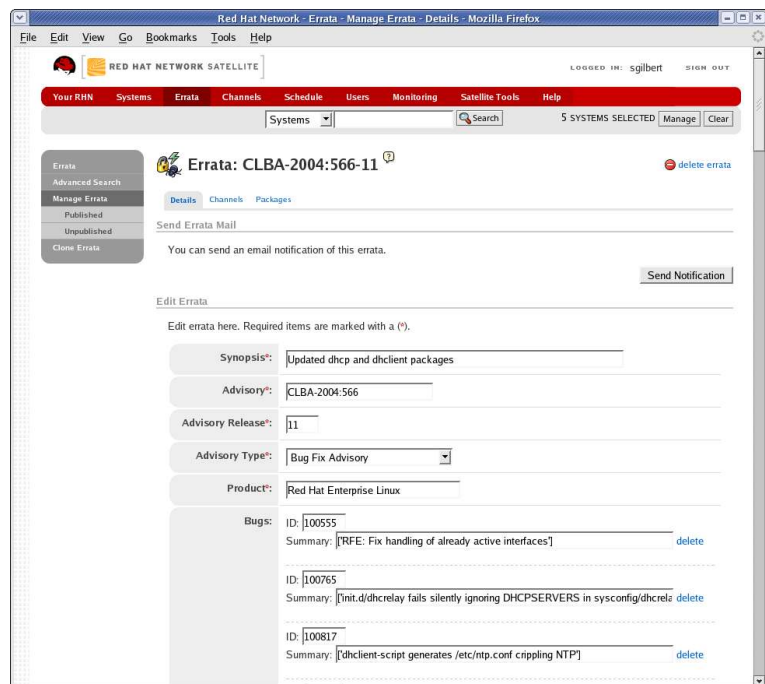 Red Hat Network - Errata - Manage Errata - Details - Mozilla Firefox
File Edit View Go Bookmarks Tools Help
RED HAT NETWORK SATELLITE
LOGGED IN: sgilbert SIGN OUT
Your RHN Systems Errata Channels Schedule Users Monitoring Satellite Tools Help
Systems Search 5 SYSTEMS SELECTED Manage Clear
Errata
Advanced Search
Manage Errata
Published
Unpublished
Clone Errata
Errata: CLBA-2004:566-11 ? delete errata
Details Channels Packages
Send Errata Mail
You can send an email notification of this errata.
Send Notification
Edit Errata
Edit errata here. Required items are marked with a (*).
Synopsis*: Updated dhcp and dhclient packages
Advisory*: CLBA-2004:566
Advisory Release*: 11
Advisory Type*: Bug Fix Advisory
Product*: Red Hat Enterprise Linux
Bugs: ID: 100555
Summary: ['RFE: Fix handling of already active interfaces'] delete
ID: 100765
Summary: ['init.d/dhcrelay fails silently ignoring DHCPSERVERS in sysconfig/dhcrela delete
ID: 100817
Summary: ['dhclient-script generates /etc/ntp.conf crippling NTP'] delete